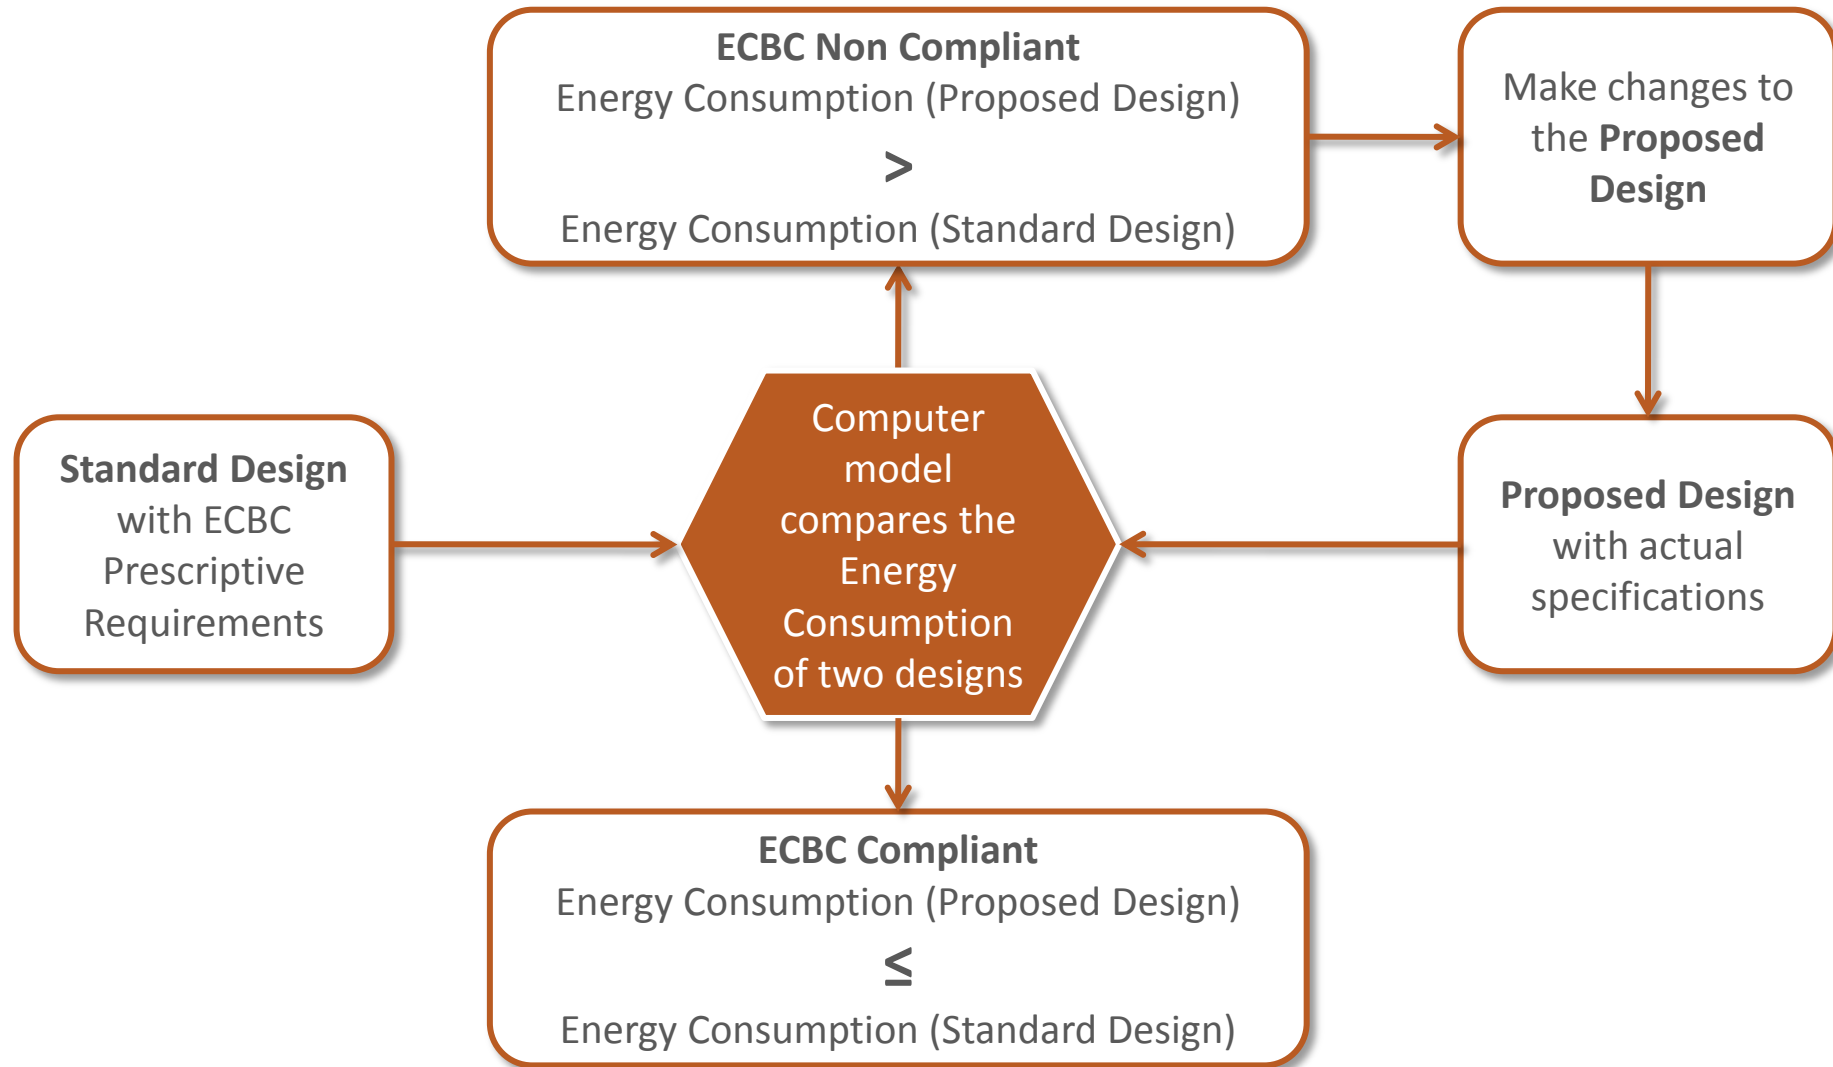 ECBC Non Compliant
Energy Consumption (Proposed Design)
>
Energy Consumption (Standard Design)
Make changes to
the Proposed
Design
Standard Design
with ECBC
Prescriptive
Requirements
Computer
model
compares the
Energy
Consumption
of two designs
Proposed Design
with actual
specifications
ECBC Compliant
Energy Consumption (Proposed Design)
≤
Energy Consumption (Standard Design)